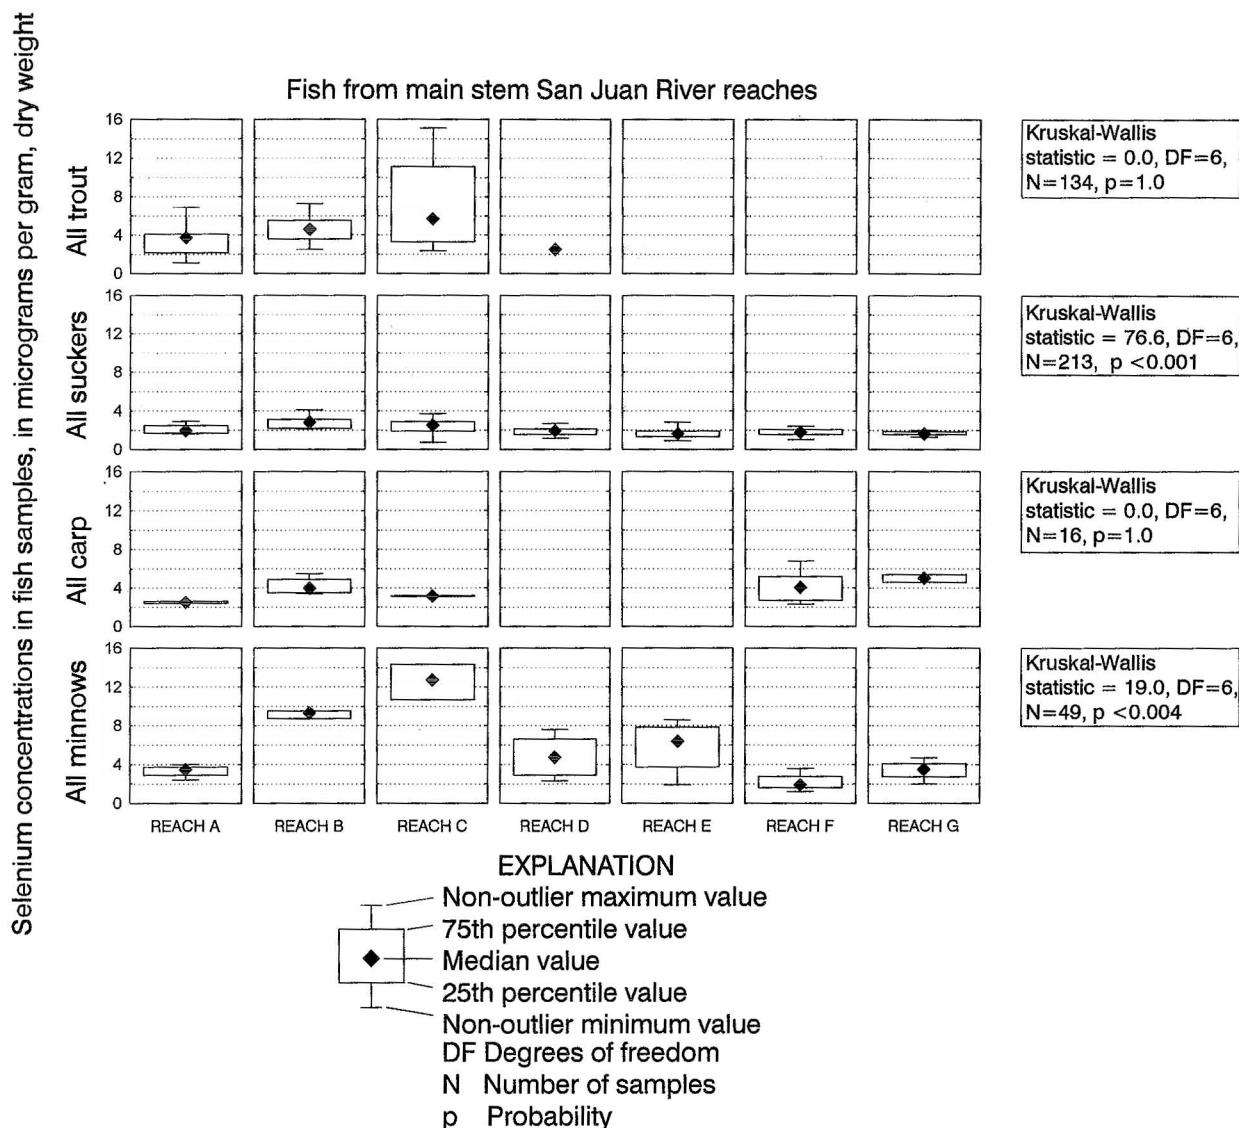 Selenium concentrations in fish samples, in micrograms per gram, dry weight
Fish from main stem San Juan River reaches
All trout
16
12
8
4
0
Kruskal-Wallis
statistic = 0.0, DF=6,
N=134, p=1.0
All suckers
16
12
8
4
0
Kruskal-Wallis
statistic = 76.6, DF=6,
N=213, p <0.001
All carp
16
12
8
4
0
Kruskal-Wallis
statistic = 0.0, DF=6,
N=16, p=1.0
All minnows
16
12
8
4
0
Kruskal-Wallis
statistic = 19.0, DF=6,
N=49, p <0.004
REACH A REACH B REACH C REACH D REACH E REACH F REACH G
EXPLANATION
Non-outlier maximum value
75th percentile value
Median value
25th percentile value
Non-outlier minimum value
DF Degrees of freedom
N Number of samples
p Probability